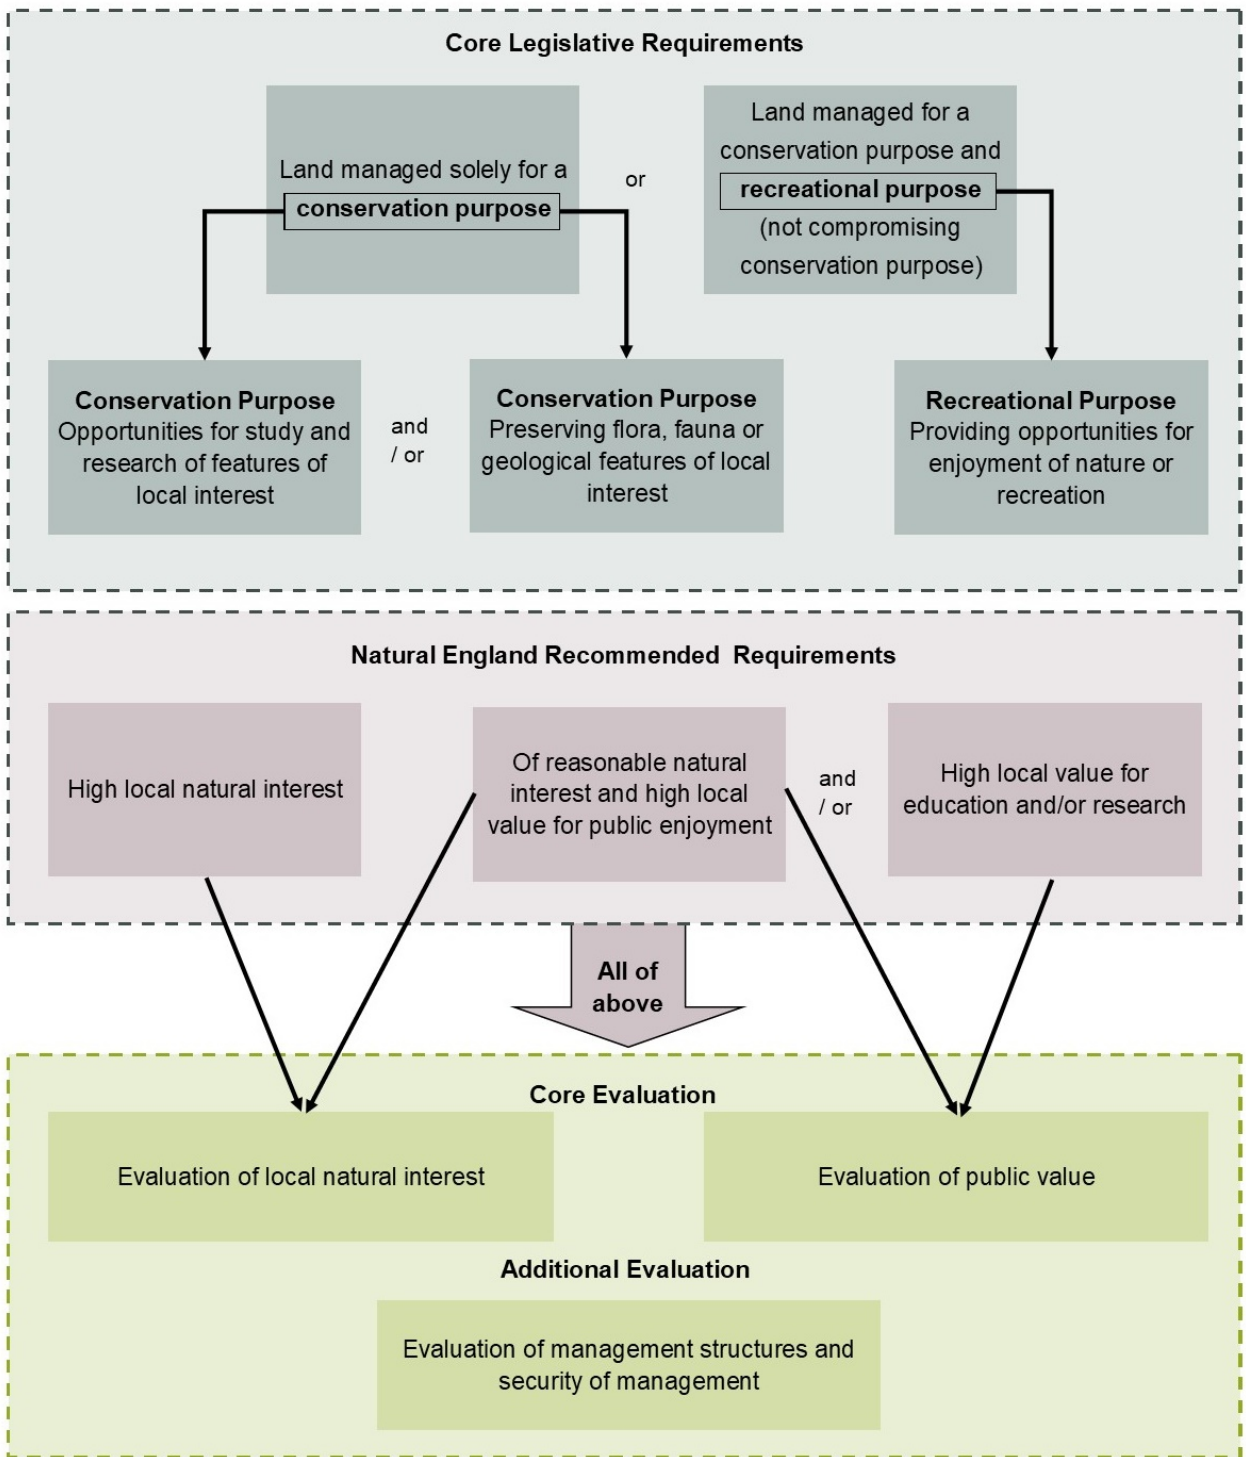 Core Legislative Requirements
Land managed solely for a
conservation purpose
or
Land managed for a
conservation purpose and
recreational purpose
(not compromising
conservation purpose)
Conservation Purpose
Opportunities for study and
research of features of
local interest
and
/ or
Conservation Purpose
Preserving flora, fauna or
geological features of local
interest
Recreational Purpose
Providing opportunities for
enjoyment of nature or
recreation
Natural England Recommended Requirements
High local natural interest
Of reasonable natural
interest and high local
value for public enjoyment
and
/ or
High local value for
education and/or research
All of
above
Core Evaluation
Evaluation of local natural interest
Evaluation of public value
Additional Evaluation
Evaluation of management structures and
security of management